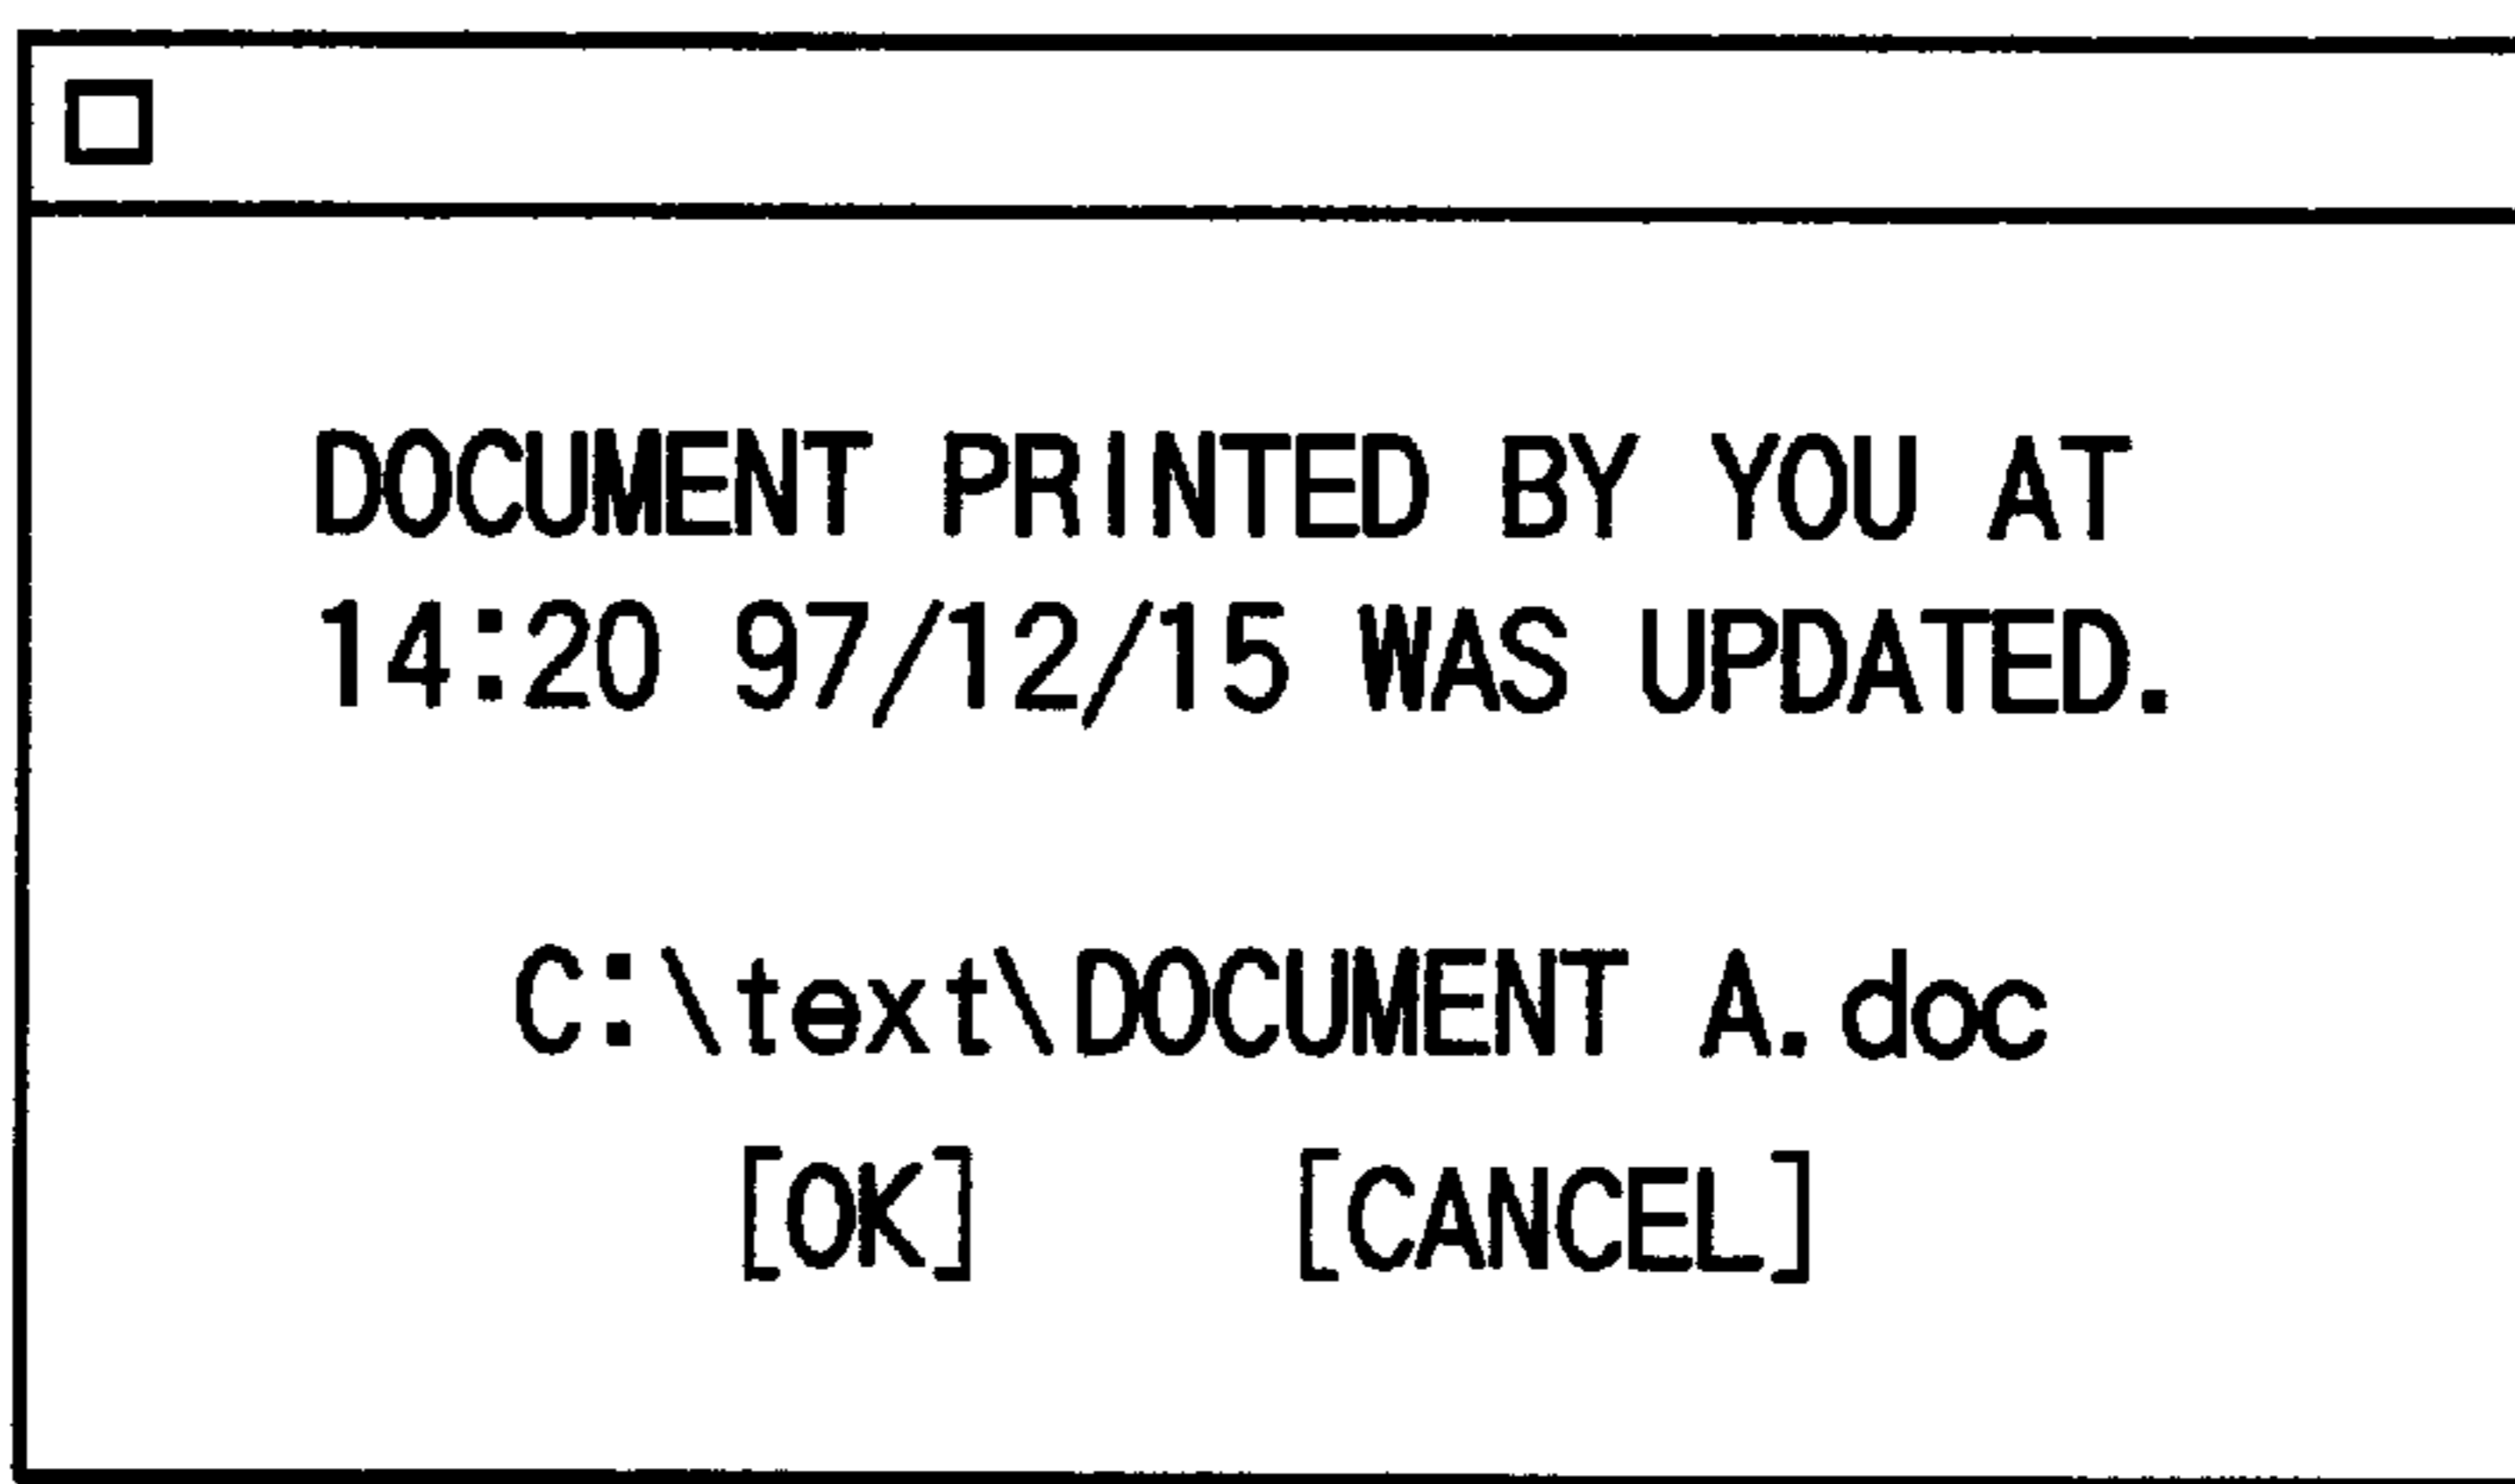 DOCUMENT PRINTED BY YOU AT
14:20 97/12/15 WAS UPDATED.
C:\text\DOCUMENT A.doc
[OK] [CANCEL]